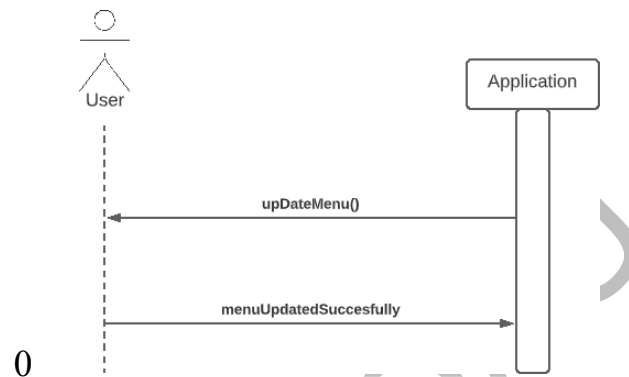 User
Application
upDateMenu()
menuUpdatedSuccesfully
0